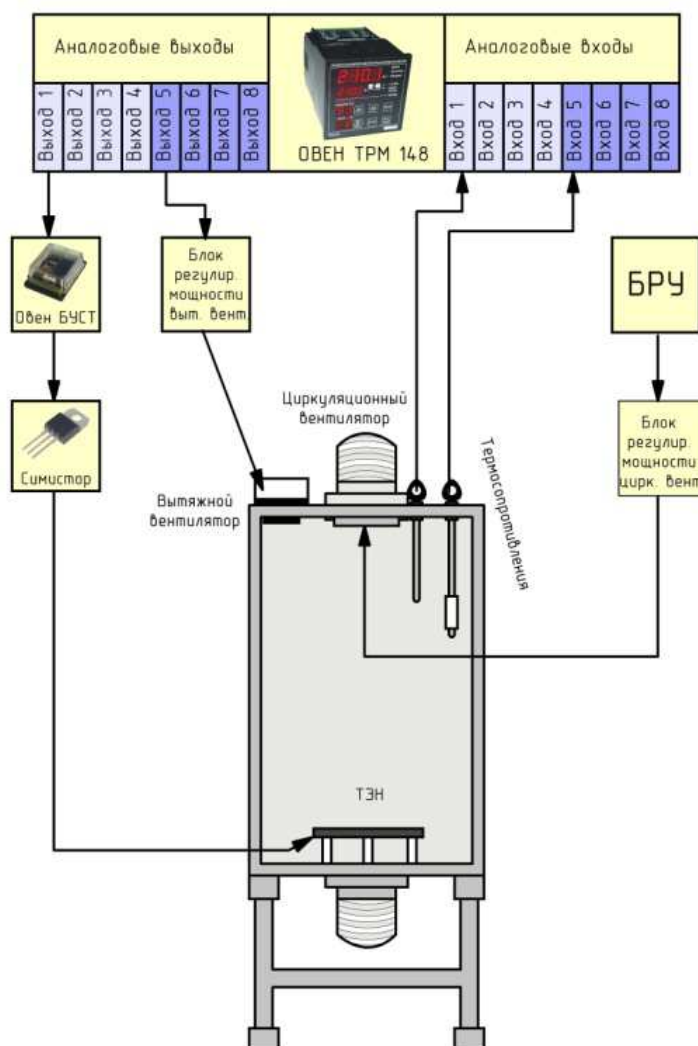 Аналоговые выходы
Аналоговые входы
Выход 1
Выход 2
Выход 3
Выход 4
Выход 5
Выход 6
Выход 7
Выход 8
ОВЕН ТРМ 148
Вход 1
Вход 2
Вход 3
Вход 4
Вход 5
Вход 6
Вход 7
Вход 8
Овен БУСТ
Блок
регулир.
мощности
выт. вент.
БРУ
Симистор
Циркуляционный
вентилятор
Блок
регулир.
мощности
цирк. вент
Вытяжной
вентилятор
Термосопротивления
ТЭН